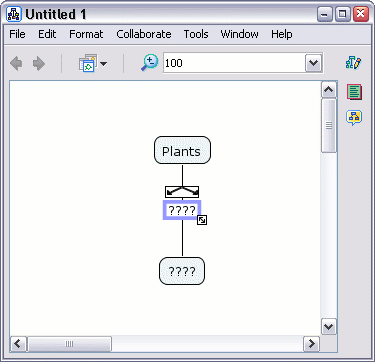 Untitled 1
File Edit Format Collaborate Tools Window Help
100
Plants
????
????